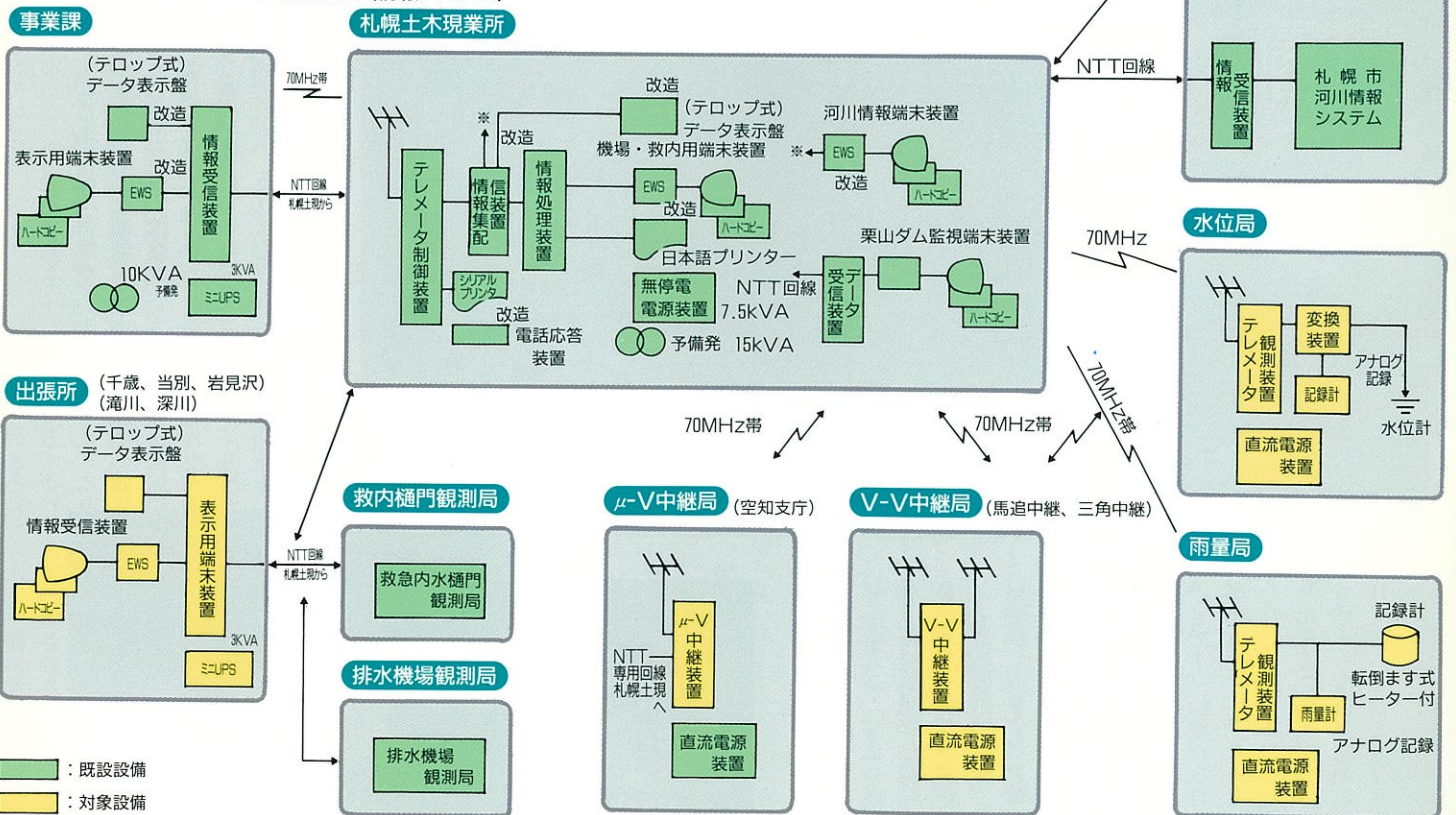 事業課
(テロップ式)
データ表示盤
改造
表示用端末装置
改造
EWS
ハードコピー
情報受信装置
10KVA
予備発
3KVA
ミニUPS
70MHz帯
NTT回線
札幌土現から
札幌土木現業所
テレメータ制御装置
※
改造
情報集配
信装置
情報処理装置
シリアル
プリンタ
改造
電話応答
装置
改造
(テロップ式)
データ表示盤
機場・救内用端末装置
EWS
改造
ハードコピー
日本語プリンター
無停電
電源装置
7.5kVA
予備発 15kVA
河川情報端末装置
※
EWS
改造
ハードコピー
栗山ダム監視端末装置
NTT回線
データ
受信装置
ハードコピー
NTT回線
情報
受信装置
札幌市
河川情報
システム
70MHz
水位局
テレメータ
観測装置
変換
装置
記録計
アナログ
記録
水位計
直流電源
装置
出張所
(千歳、当別、岩見沢)
(滝川、深川)
(テロップ式)
データ表示盤
情報受信装置
EWS
ハードコピー
表示用端末装置
3KVA
ミニUPS
NTT回線
札幌土現から
救内樋門観測局
救急内水樋門
観測局
排水機場観測局
排水機場
観測局
70MHz帯
70MHz帯
70MHz帯
μ-V中継局
(空知支庁)
μ-V
中継装置
NTT
専用回線
札幌土現
へ
直流電源
装置
V-V中継局
(馬追中継、三角中継)
V-V
中継装置
直流電源
装置
雨量局
テレメータ
観測装置
記録計
転倒ます式
ヒーター付
雨量計
アナログ記録
直流電源
装置
:既設設備
:対象設備